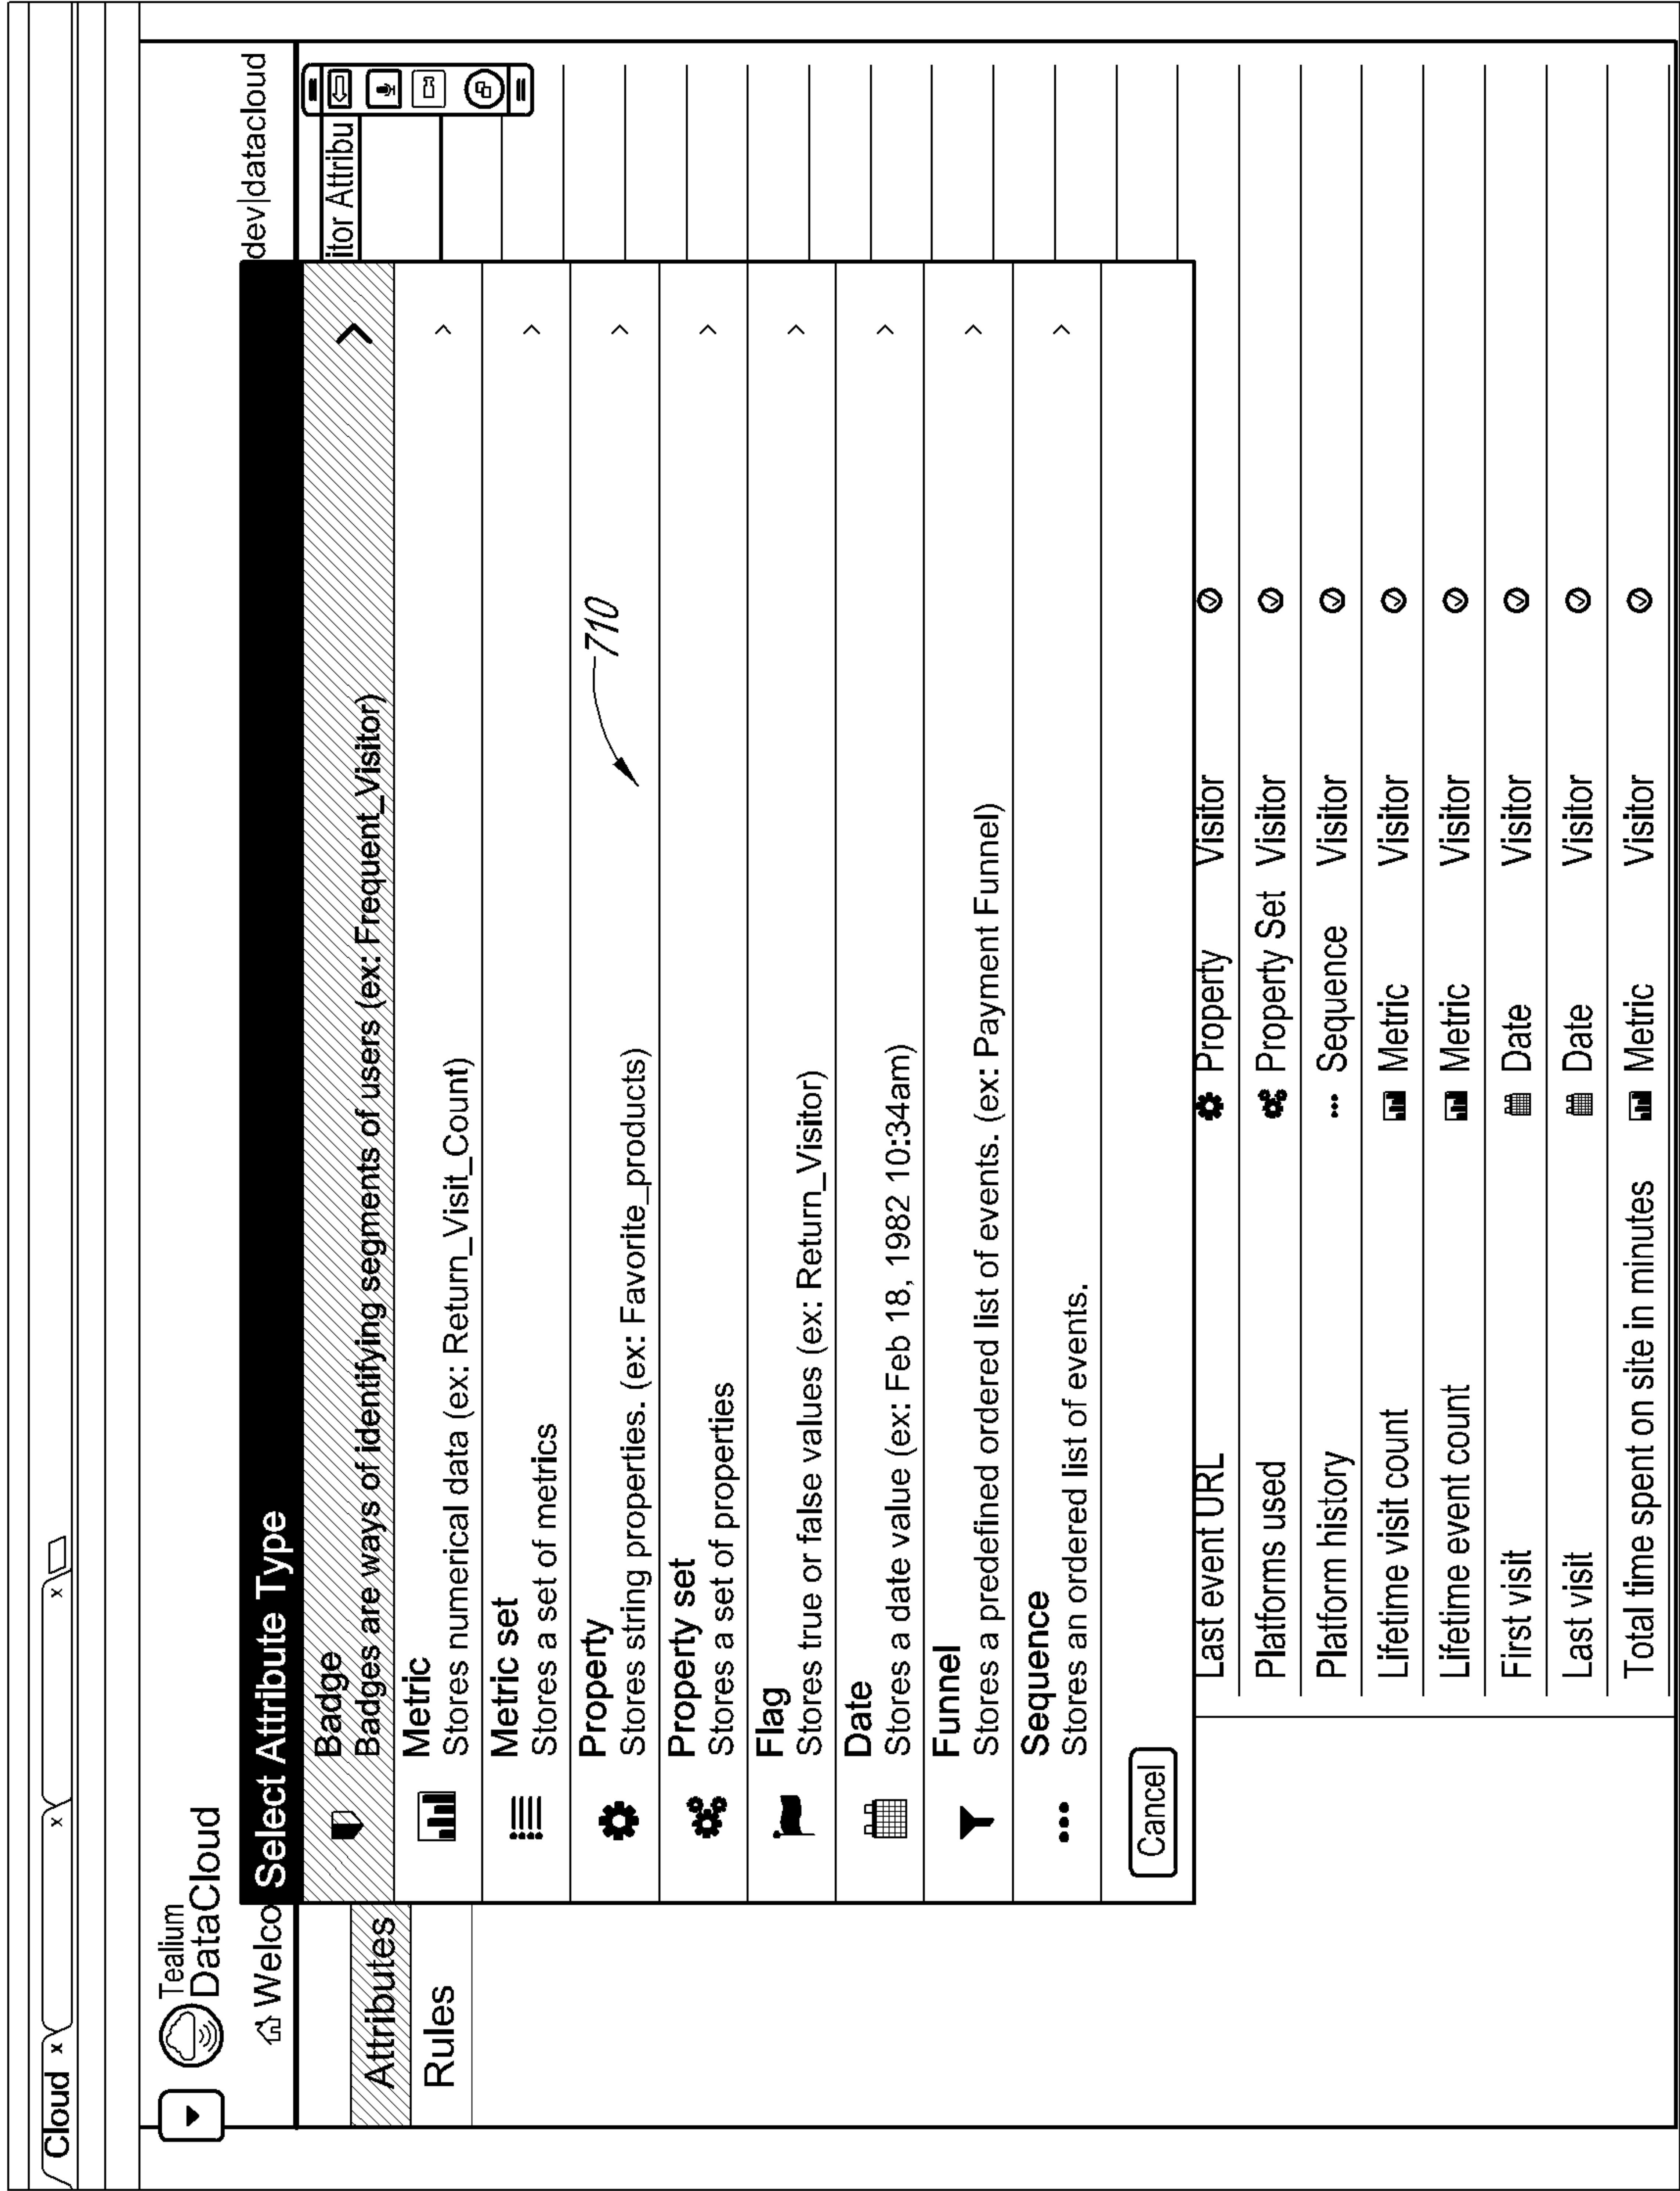 Cloud x
x
x
Tealium
DataCloud
Welco
dev|datacloud
Select Attribute Type
itor Attribu
Attributes
Rules
Badge
Badges are ways of identifying segments of users (ex: Frequent_Visitor)
Metric
Stores numerical data (ex: Return_Visit_Count)
Metric set
Stores a set of metrics
Property
Stores string properties. (ex: Favorite_products)
710
Property set
Stores a set of properties
Flag
Stores true or false values (ex: Return_Visitor)
Date
Stores a date value (ex: Feb 18, 1982 10:34am)
Funnel
Stores a predefined ordered list of events. (ex: Payment Funnel)
Sequence
Stores an ordered list of events.
Cancel
Last event URL Property Visitor
Platforms used Property Set Visitor
Platform history Sequence Visitor
Lifetime visit count Metric Visitor
Lifetime event count Metric Visitor
First visit Date Visitor
Last visit Date Visitor
Total time spent on site in minutes Metric Visitor